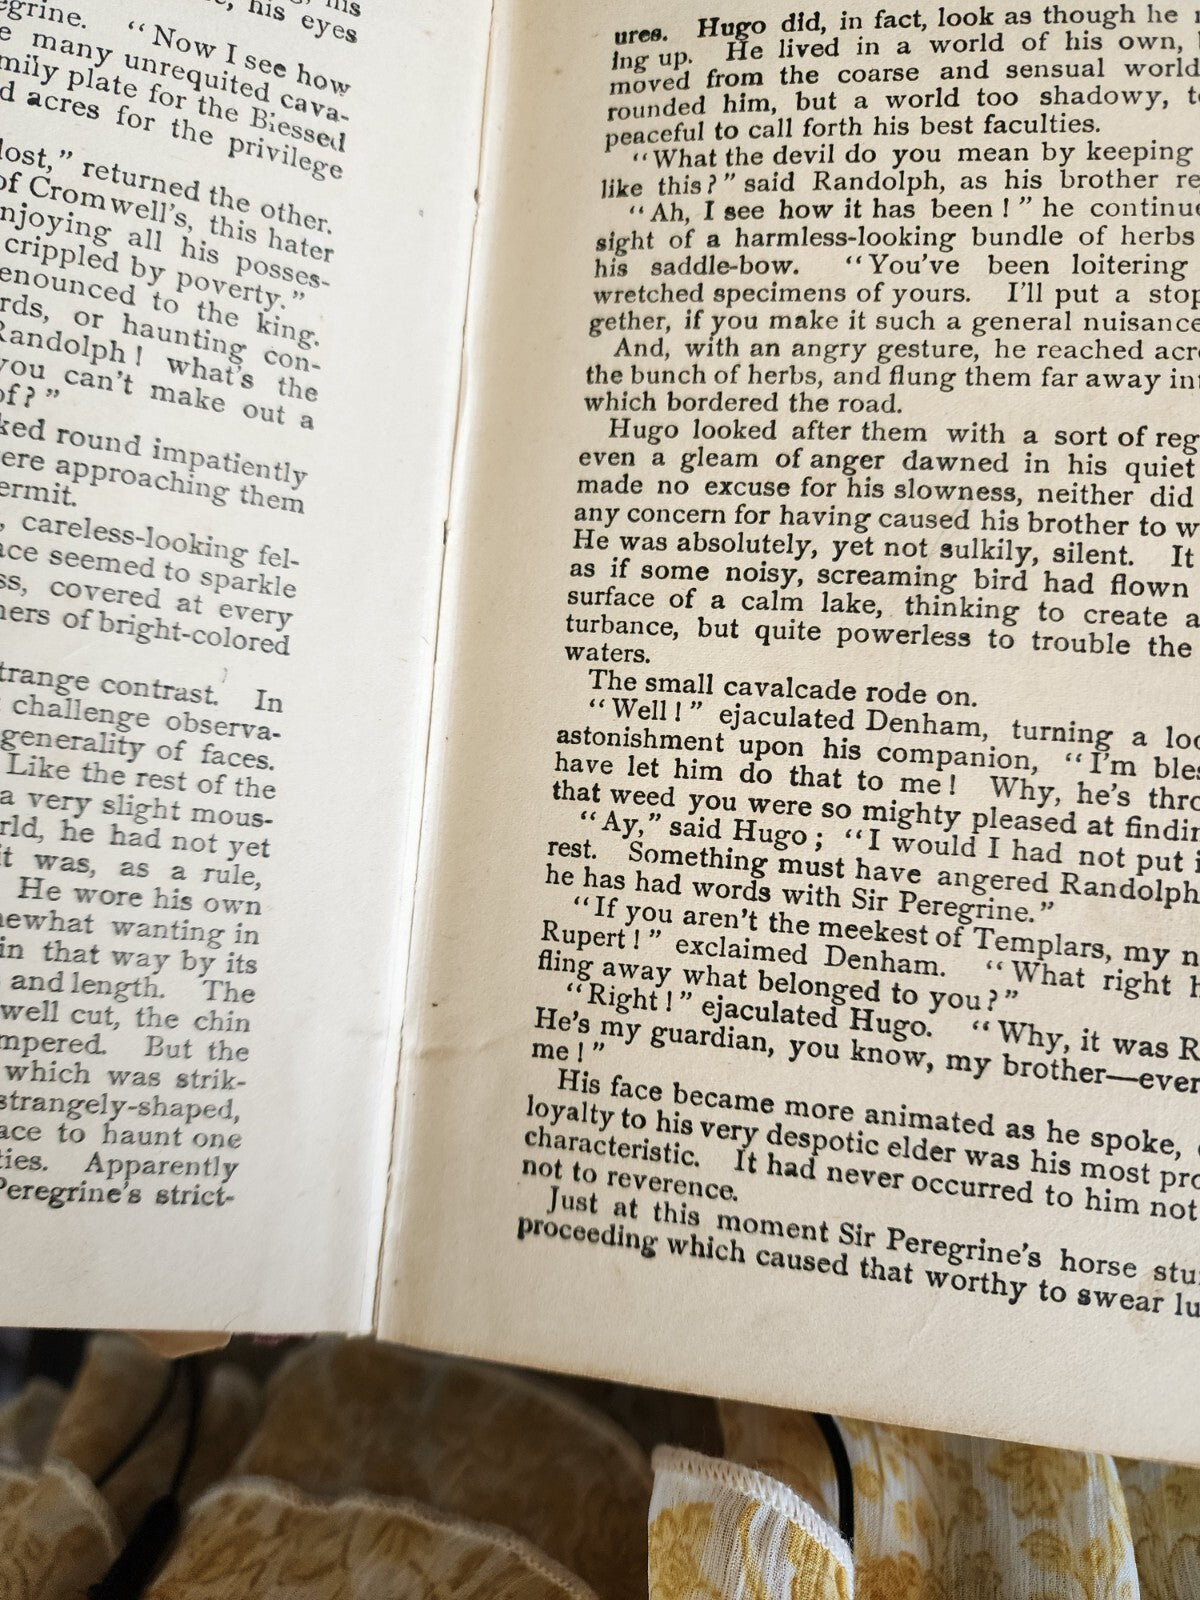 his
, his eyes
egrine. “Now I see how
e many unrequited cava-
mily plate for the Blessed
d acres for the privilege
lost,” returned the other.
of Cromwell’s, this hater
njoying all his posses-
crippled by poverty.”
enounced to the king.
rds, or haunting con-
Randolph! what’s the
you can’t make out a
of?”
ked round impatiently
ere approaching them
ermit.
, careless-looking fel-
ace seemed to sparkle
ss, covered at every
ners of bright-colored
trange contrast. In
challenge observa-
generality of faces.
Like the rest of the
a very slight mous-
rld, he had not yet
it was, as a rule,
He wore his own
mewhat wanting in
in that way by its
and length. The
well cut, the chin
mpered. But the
which was strik-
strangely-shaped,
ace to haunt one
ties. Apparently
Peregrine’s strict-
ures. Hugo did, in fact, look as though he
ing up. He lived in a world of his own,
moved from the coarse and sensual world
rounded him, but a world too shadowy, t
peaceful to call forth his best faculties.
“What the devil do you mean by keeping
like this?” said Randolph, as his brother re
“Ah, I see how it has been!” he continue
sight of a harmless-looking bundle of herbs
his saddle-bow. “You’ve been loitering
wretched specimens of yours. I’ll put a stop
gether, if you make it such a general nuisance
And, with an angry gesture, he reached acr
the bunch of herbs, and flung them far away in
which bordered the road.
Hugo looked after them with a sort of reg
even a gleam of anger dawned in his quiet
made no excuse for his slowness, neither did
any concern for having caused his brother to w
He was absolutely, yet not sulkily, silent. It
as if some noisy, screaming bird had flown
surface of a calm lake, thinking to create a
turbance, but quite powerless to trouble the
waters.
The small cavalcade rode on.
“Well!” ejaculated Denham, turning a loo
astonishment upon his companion, “I’m bles
have let him do that to me! Why, he’s thro
that weed you were so mighty pleased at findin
“Ay,” said Hugo; “I would I had not put i
rest. Something must have angered Randolph
he has had words with Sir Peregrine.”
“If you aren’t the meekest of Templars, my n
Rupert!” exclaimed Denham. “What right h
fling away what belonged to you?”
“Right!” ejaculated Hugo. “Why, it was R
He’s my guardian, you know, my brother—ever
me!”
His face became more animated as he spoke,
loyalty to his very despotic elder was his most pro
characteristic. It had never occurred to him not
not to reverence.
Just at this moment Sir Peregrine’s horse stu
proceeding which caused that worthy to swear lu